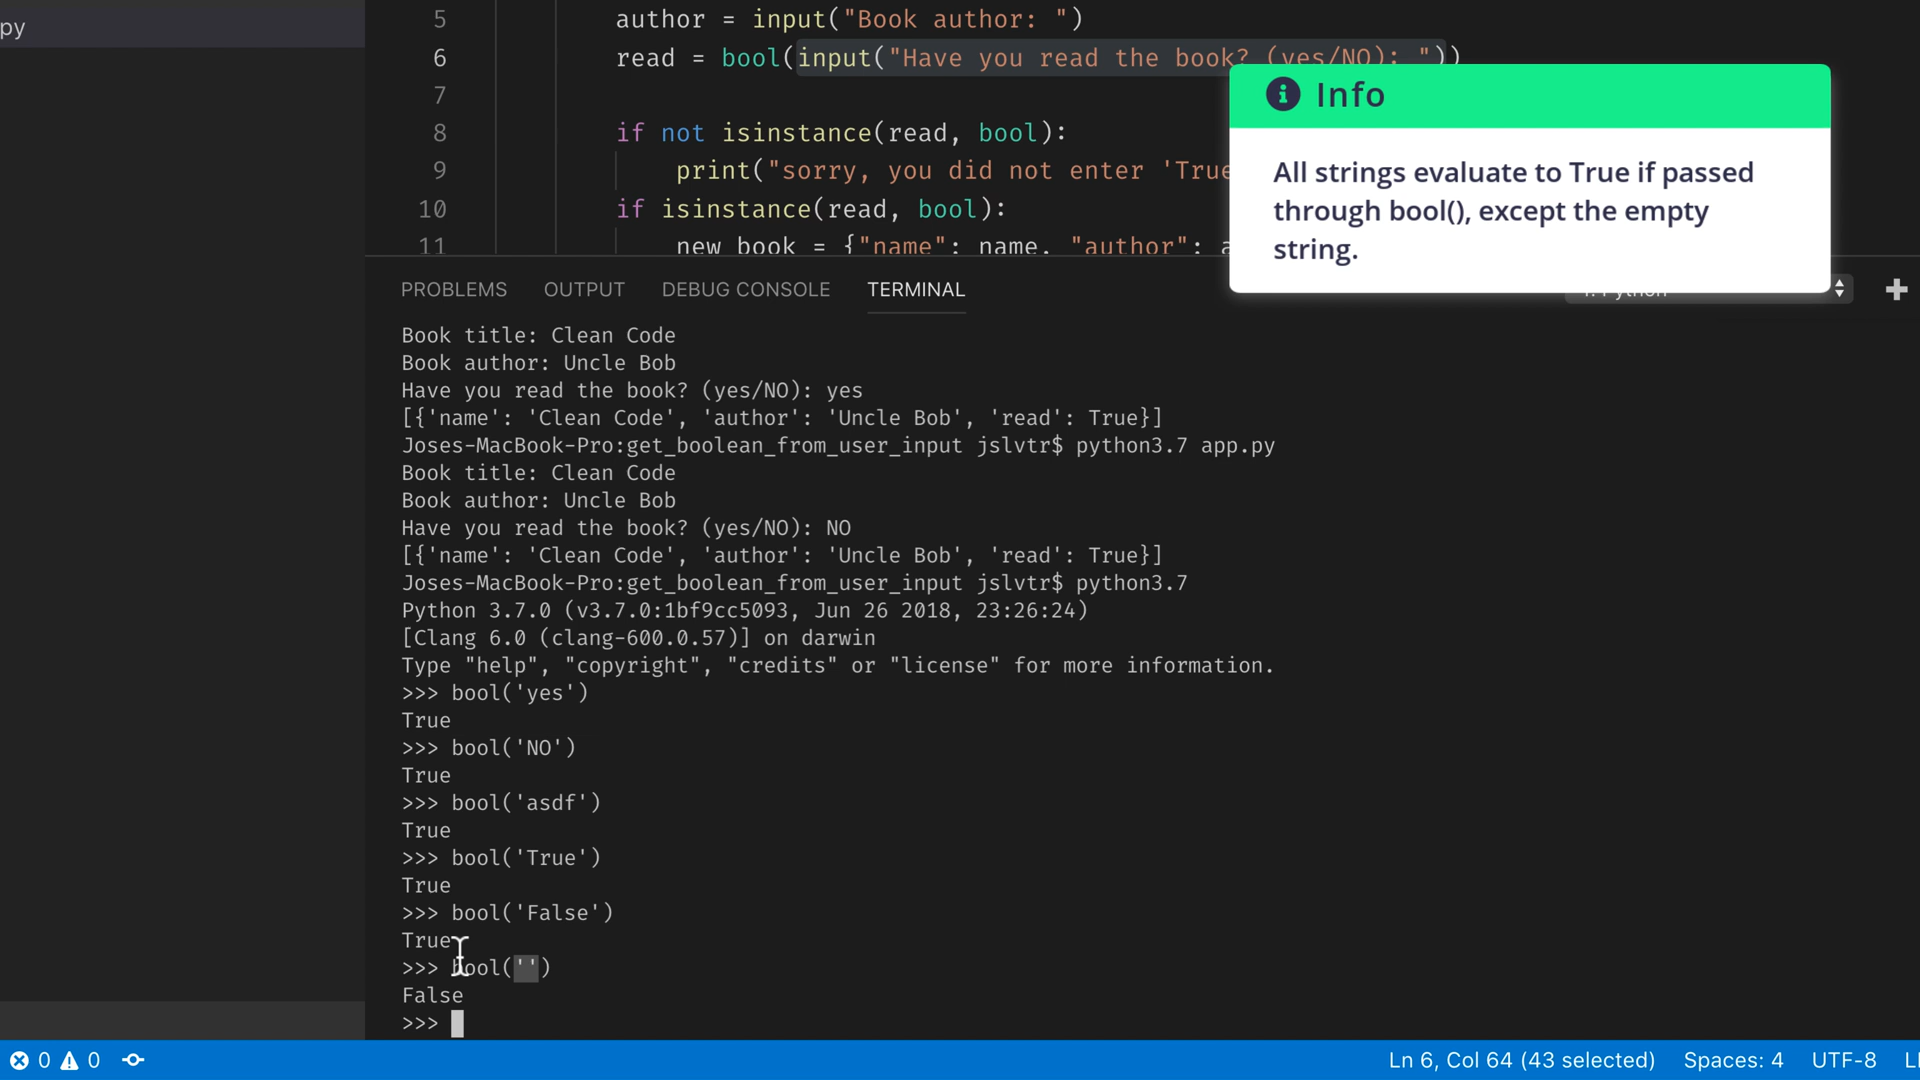 py
5 author = input("Book author: ")
6 read = bool(input("Have you read the book? (yes/NO): "))
7
8 if not isinstance(read, bool):
9 print("sorry, you did not enter 'True
10 if isinstance(read, bool):
11 new book = {"name": name, "author": a
Info
All strings evaluate to True if passed
through bool(), except the empty
string.
PROBLEMS OUTPUT DEBUG CONSOLE TERMINAL 1: Python
Book title: Clean Code
Book author: Uncle Bob
Have you read the book? (yes/NO): yes
[{'name': 'Clean Code', 'author': 'Uncle Bob', 'read': True}]
Joses-MacBook-Pro:get_boolean_from_user_input jslvtr$ python3.7 app.py
Book title: Clean Code
Book author: Uncle Bob
Have you read the book? (yes/NO): NO
[{'name': 'Clean Code', 'author': 'Uncle Bob', 'read': True}]
Joses-MacBook-Pro:get_boolean_from_user_input jslvtr$ python3.7
Python 3.7.0 (v3.7.0:1bf9cc5093, Jun 26 2018, 23:26:24)
[Clang 6.0 (clang-600.0.57)] on darwin
Type "help", "copyright", "credits" or "license" for more information.
>>> bool('yes')
True
>>> bool('NO')
True
>>> bool('asdf')
True
>>> bool('True')
True
>>> bool('False')
True
>>> bool('')
False
>>>
0 0 Ln 6, Col 64 (43 selected) Spaces: 4 UTF-8 L